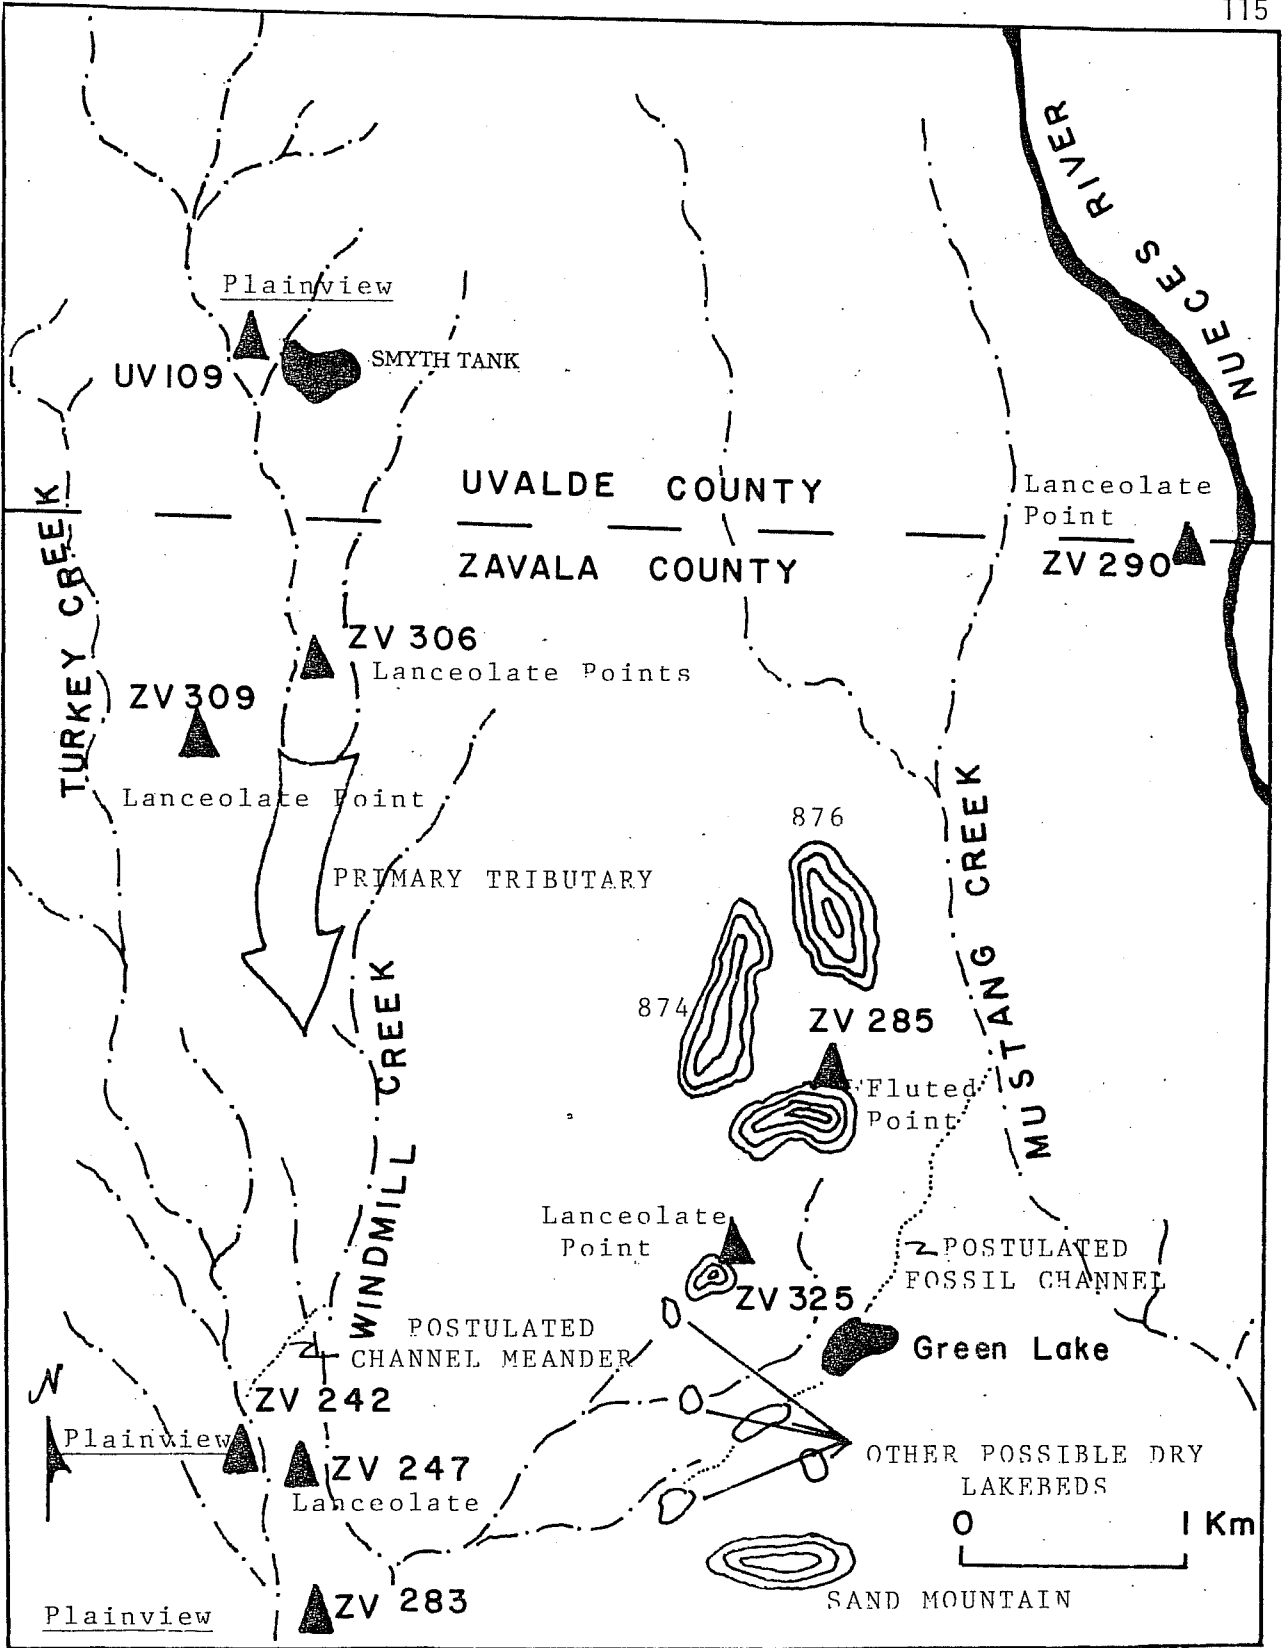 115
NUECES RIVER
Plainview
SMYTH TANK
UV109
UVALDE COUNTY
Lanceolate
Point
ZAVALA COUNTY
ZV 290
TURKEY CREEK
ZV 306
Lanceolate Points
ZV 309
Lanceolate Point
876
PRIMARY TRIBUTARY
MUSTANG CREEK
874
ZV 285
Fluted
Point
WINDMILL CREEK
Lanceolate
Point
POSTULATED
FOSSIL CHANNEL
ZV 325
POSTULATED
CHANNEL MEANDER
Green Lake
N
ZV 242
Plainview
ZV 247
Lanceolate
OTHER POSSIBLE DRY
LAKEBEDS
0 1 Km
SAND MOUNTAIN
ZV 283
Plainview